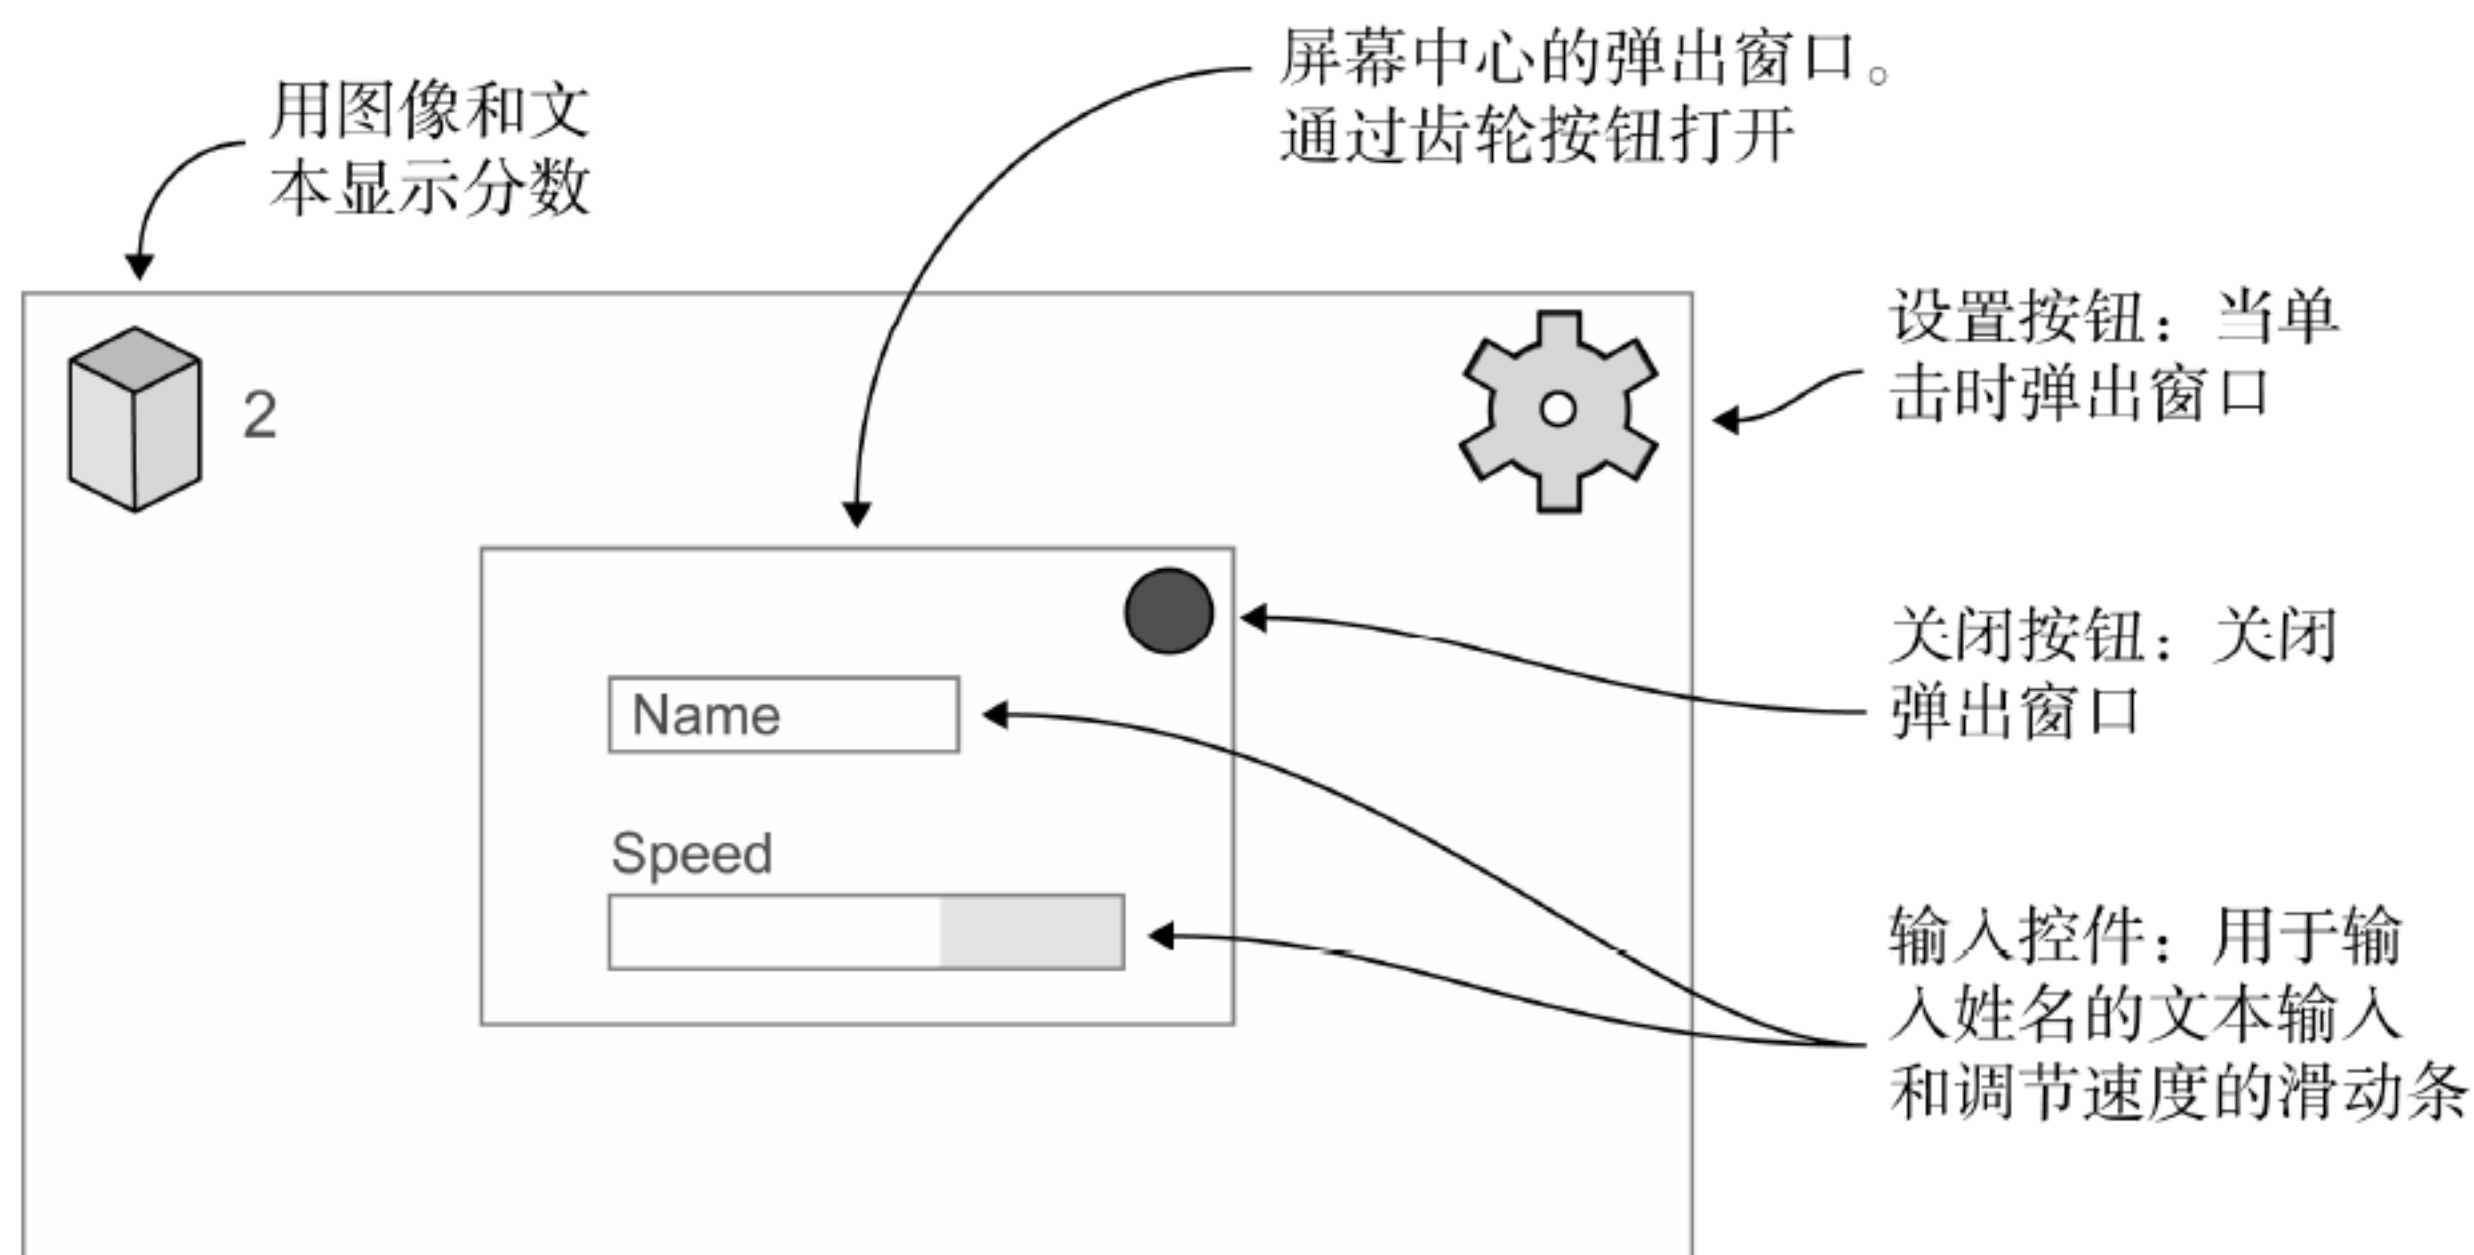 用图像和文
本显示分数
屏幕中心的弹出窗口。
通过齿轮按钮打开
设置按钮：当单
击时弹出窗口
2
关闭按钮：关闭
弹出窗口
Name
Speed
输入控件：用于输
入姓名的文本输入
和调节速度的滑动条